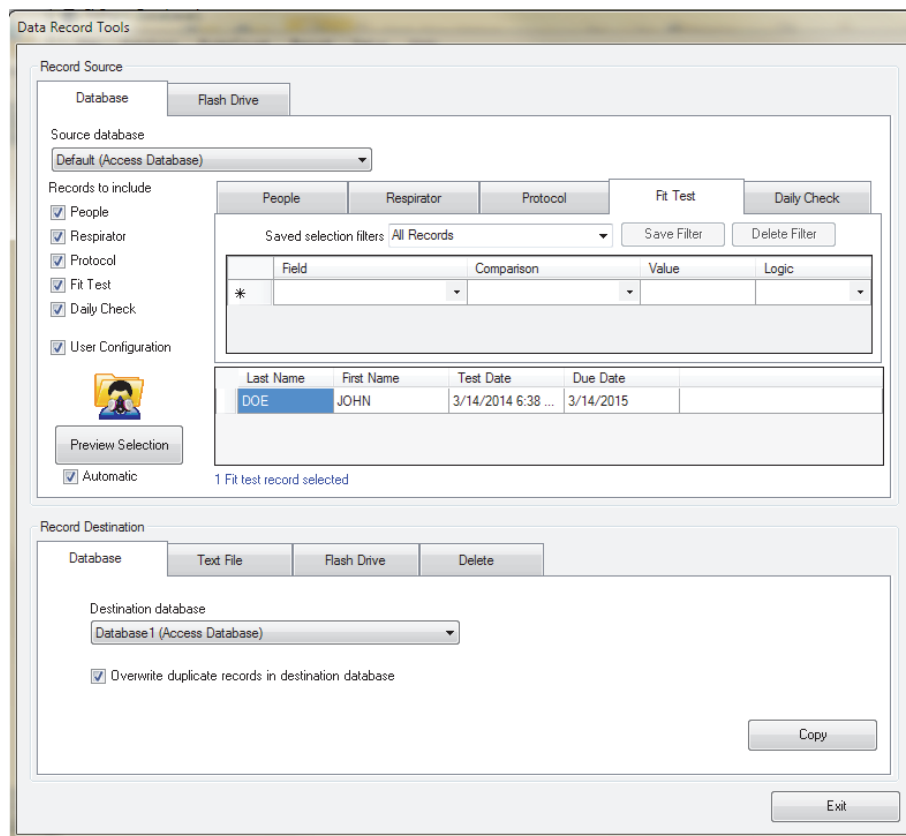 Data Record Tools
Record Source
Database Flash Drive
Source database
Default (Access Database)
Records to include
People Respirator Protocol Fit Test Daily Check
People
Respirator
Protocol
Fit Test
Daily Check
User Configuration
Saved selection filters All Records Save Filter Delete Filter
Field Comparison Value Logic
*
Last Name First Name Test Date Due Date
DOE JOHN 3/14/2014 6:38 ... 3/14/2015
Preview Selection
Automatic
1 Fit test record selected
Record Destination
Database Text File Flash Drive Delete
Destination database
Database1 (Access Database)
Overwrite duplicate records in destination database
Copy
Exit